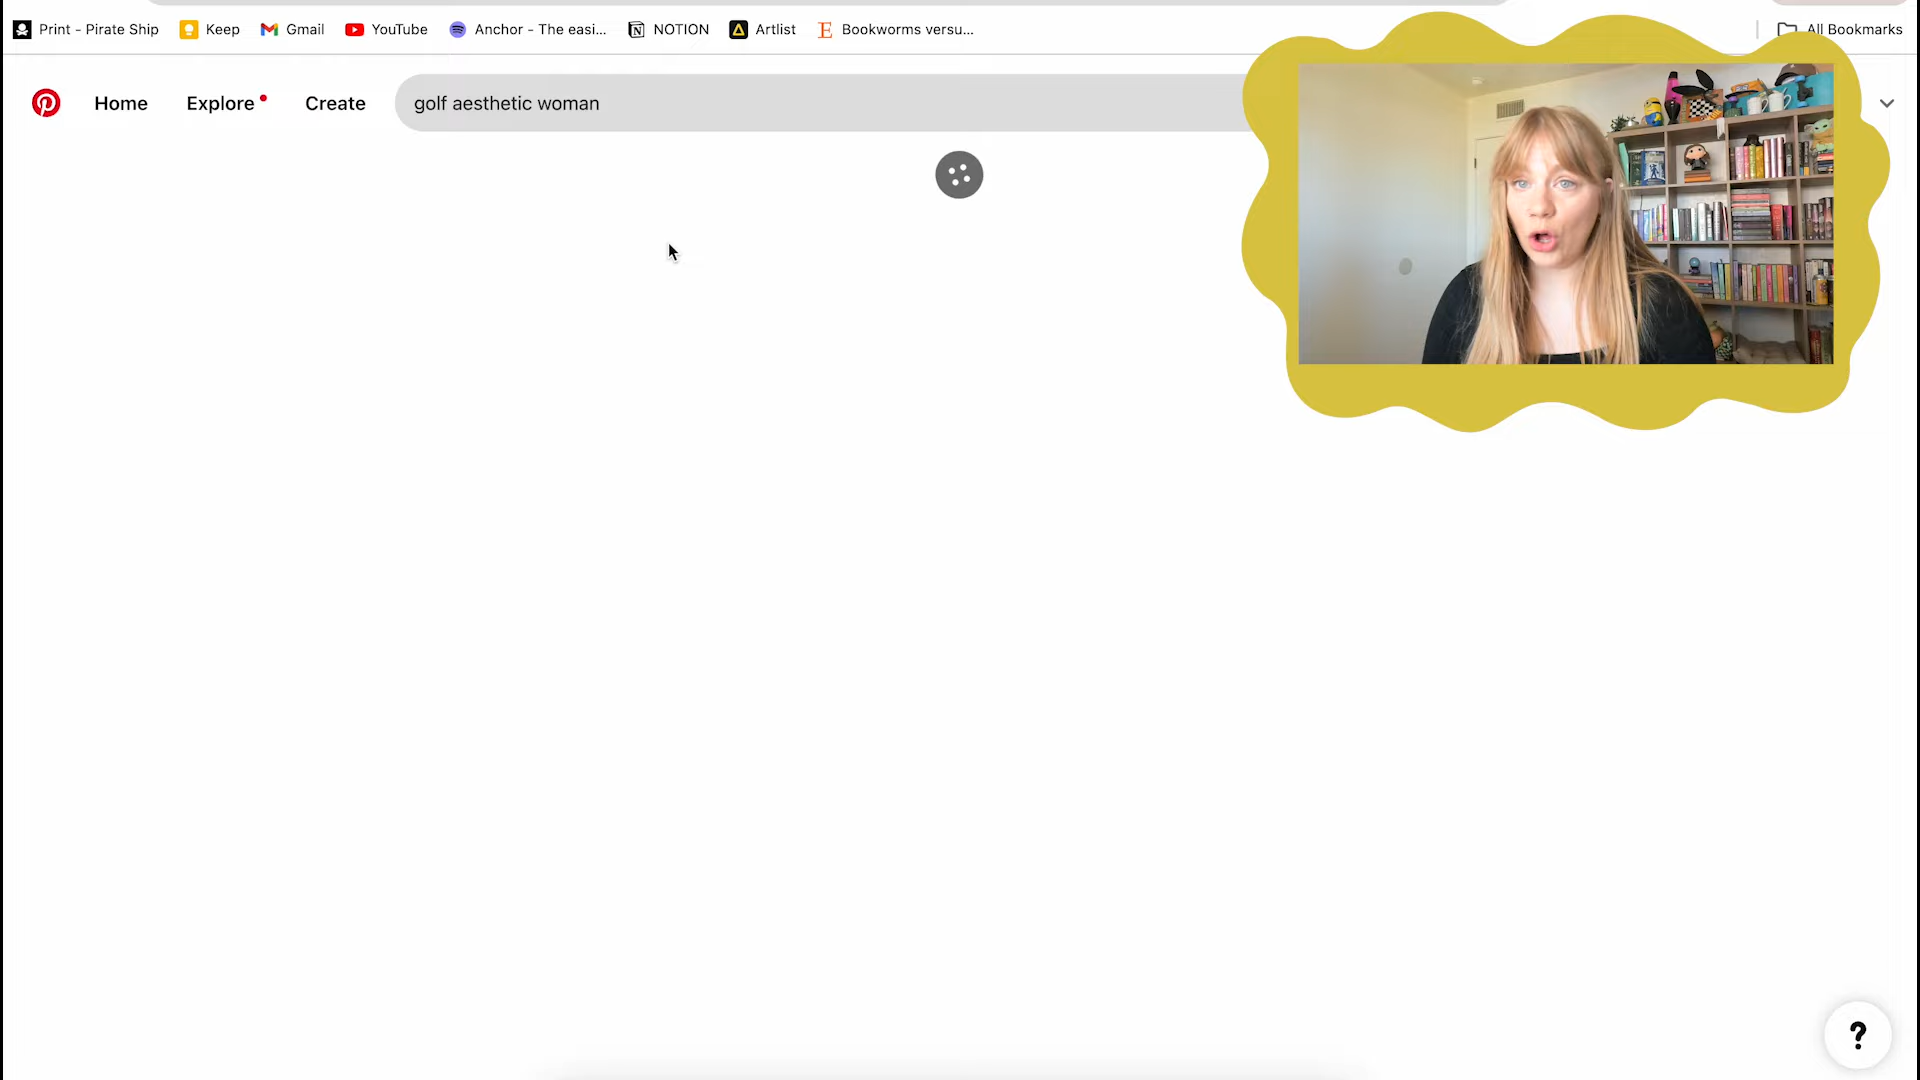 Print - Pirate Ship
Keep
Gmail
YouTube
Anchor - The easi...
NOTION
Artlist
Bookworms versu...
All Bookmarks
Home
Explore
Create
golf aesthetic woman
?